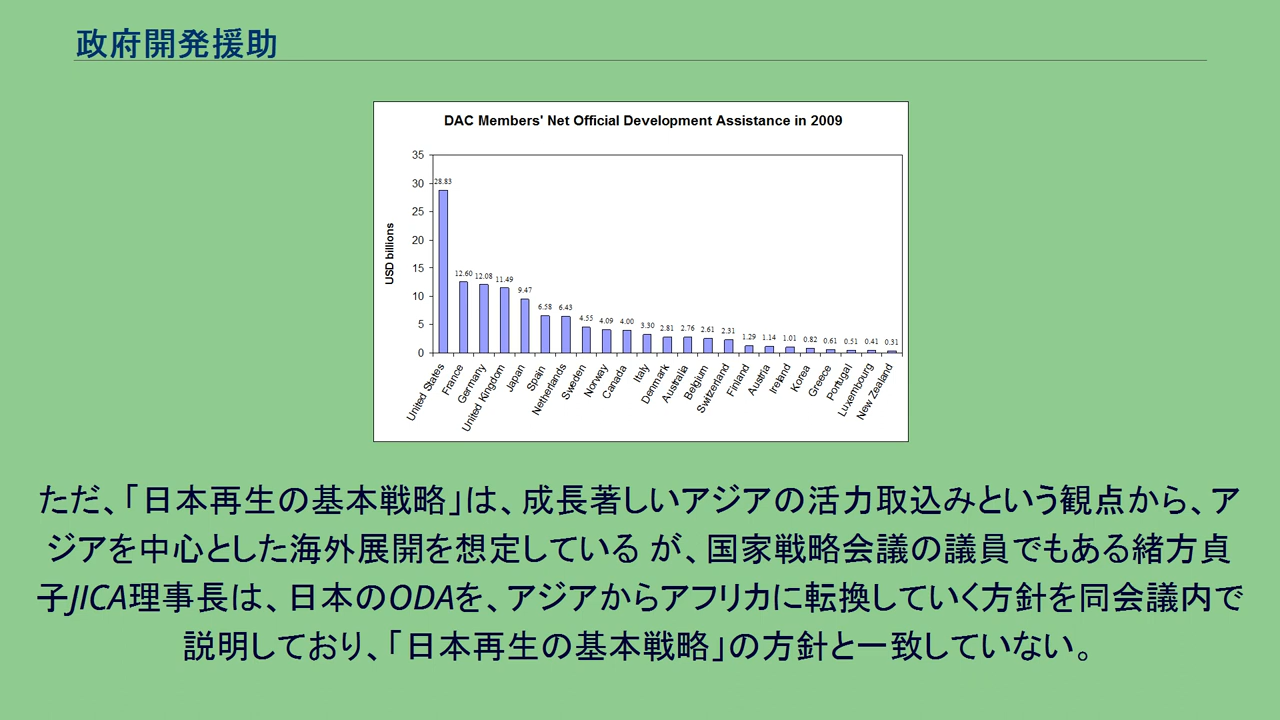 政府開発援助
DAC Members' Net Official Development Assistance in 2009
USD billions
35
30
25
20
15
10
5
0
28.83
12.60
12.08
11.49
9.47
6.58
6.43
4.55
4.09
4.00
3.30
2.81
2.76
2.61
2.31
1.29
1.14
1.01
0.82
0.61
0.51
0.41
0.31
United States
France
Germany
United Kingdom
Japan
Spain
Netherlands
Sweden
Norway
Canada
Italy
Denmark
Australia
Belgium
Switzerland
Finland
Austria
Ireland
Korea
Greece
Portugal
Luxembourg
New Zealand
ただ、「日本再生の基本戦略」は、成長著しいアジアの活力取込みという観点から、ア
ジアを中心とした海外展開を想定している が、国家戦略会議の議員でもある緒方貞
子JICA理事長は、日本のODAを、アジアからアフリカに転換していく方針を同会議内で
説明しており、「日本再生の基本戦略」の方針と一致していない。